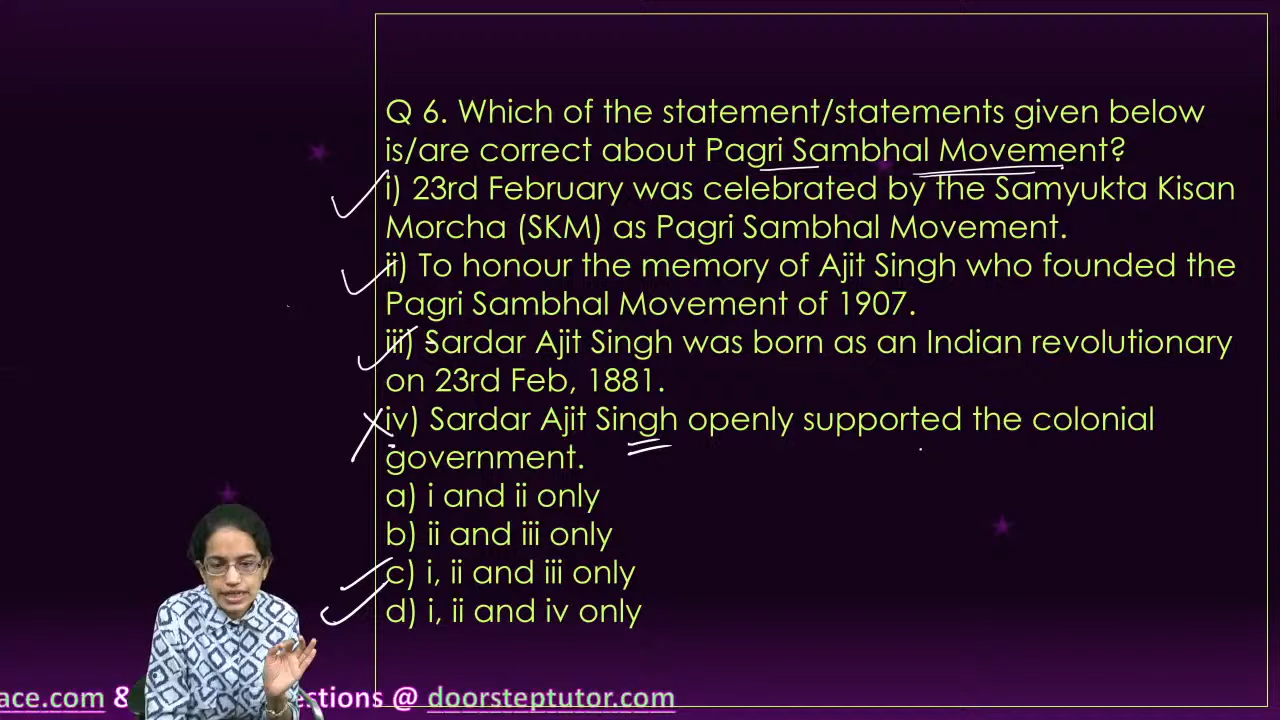 Q 6. Which of the statement/statements given below
is/are correct about Pagri Sambhal Movement?
i) 23rd February was celebrated by the Samyukta Kisan
Morcha (SKM) as Pagri Sambhal Movement.
ii) To honour the memory of Ajit Singh who founded the
Pagri Sambhal Movement of 1907.
iii) Sardar Ajit Singh was born as an Indian revolutionary
on 23rd Feb, 1881.
iv) Sardar Ajit Singh openly supported the colonial
government.
a) i and ii only
b) ii and iii only
c) i, ii and iii only
d) i, ii and iv only
ace.com & ections @ doorsteptutor.com